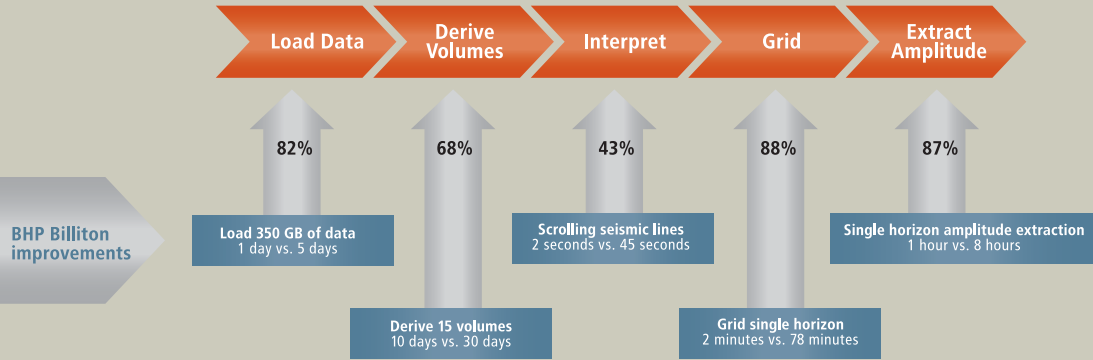 Load Data
Derive
Volumes
Interpret
Grid
Extract
Amplitude
82%
68%
43%
88%
87%
BHP Billiton
improvements
Load 350 GB of data
1 day vs. 5 days
Scrolling seismic lines
2 seconds vs. 45 seconds
Single horizon amplitude extraction
1 hour vs. 8 hours
Derive 15 volumes
10 days vs. 30 days
Grid single horizon
2 minutes vs. 78 minutes